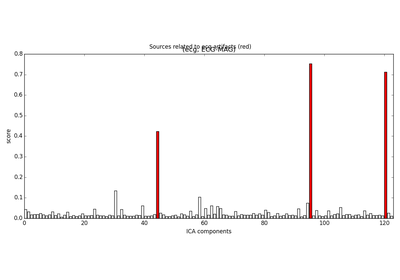 Sources related to ecg artifacts (red)
(ecg, ECG-MAG)
0.8
0.7
0.6
0.5
0.4
0.3
0.2
0.1
0.0
score
0 20 40 60 80 100 120
ICA components